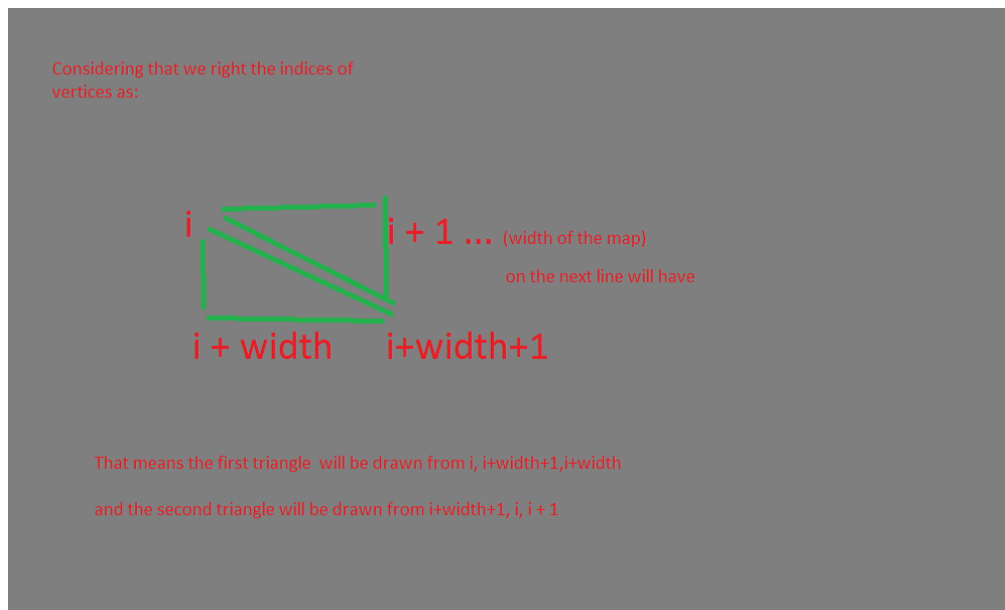 Considering that we right the indices of
vertices as:
i
i + 1 ... (width of the map)
on the next line will have
i + width
i+width+1
That means the first triangle will be drawn from i, i+width+1,i+width
and the second triangle will be drawn from i+width+1, i, i + 1